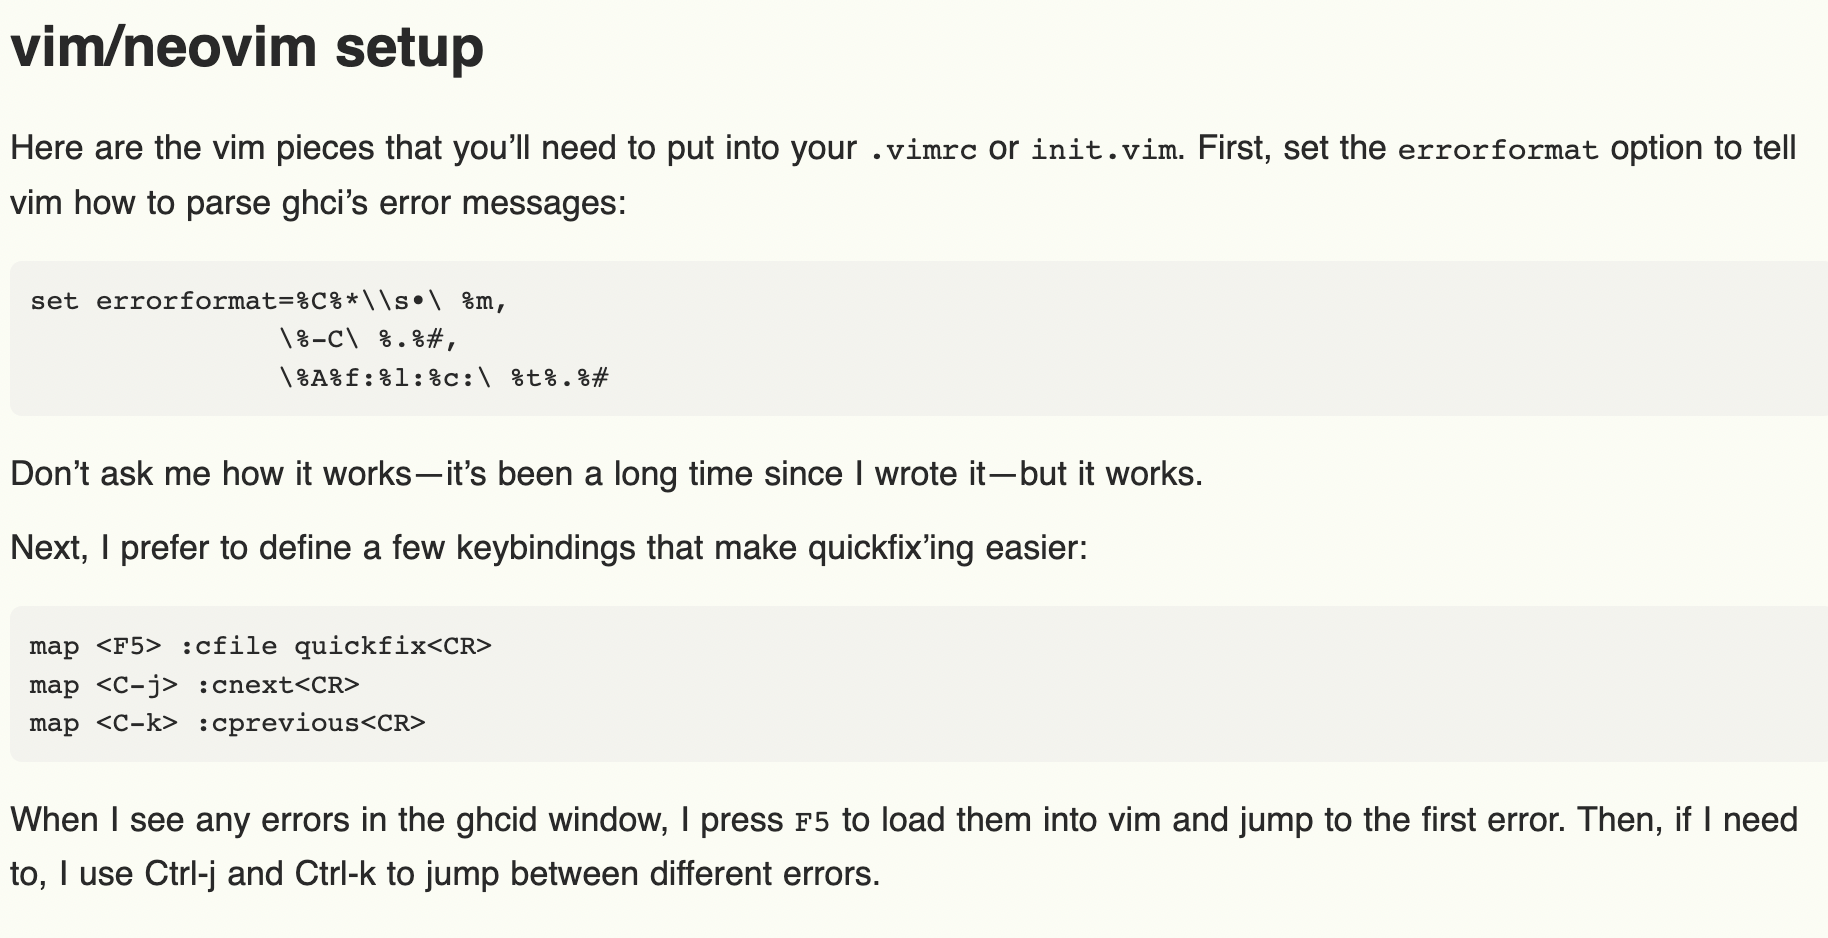 vim/neovim setup
Here are the vim pieces that you’ll need to put into your .vimrc or init.vim. First, set the errorformat option to tell
vim how to parse ghci’s error messages:
set errorformat=%C%*\\s•\ %m,
               \%-C\ %.%#,
               \%A%f:%l:%c:\ %t%.%#
Don’t ask me how it works—it’s been a long time since I wrote it—but it works.
Next, I prefer to define a few keybindings that make quickfix’ing easier:
map <F5> :cfile quickfix<CR>
map <C-j> :cnext<CR>
map <C-k> :cprevious<CR>
When I see any errors in the ghcid window, I press F5 to load them into vim and jump to the first error. Then, if I need
to, I use Ctrl-j and Ctrl-k to jump between different errors.